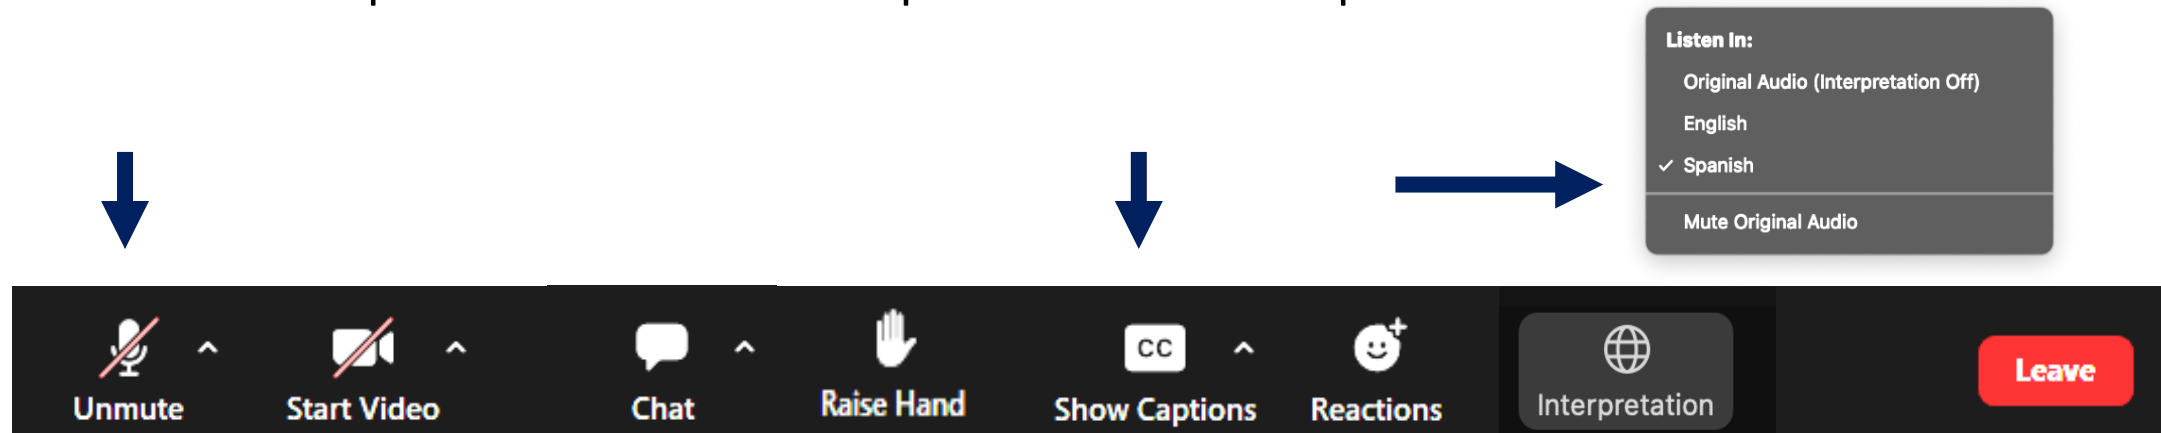 Listen In:
Original Audio (Interpretation Off)
English
Spanish
Mute Original Audio
Unmute
Start Video
Chat
Raise Hand
CC
Show Captions
Reactions
Interpretation
Leave